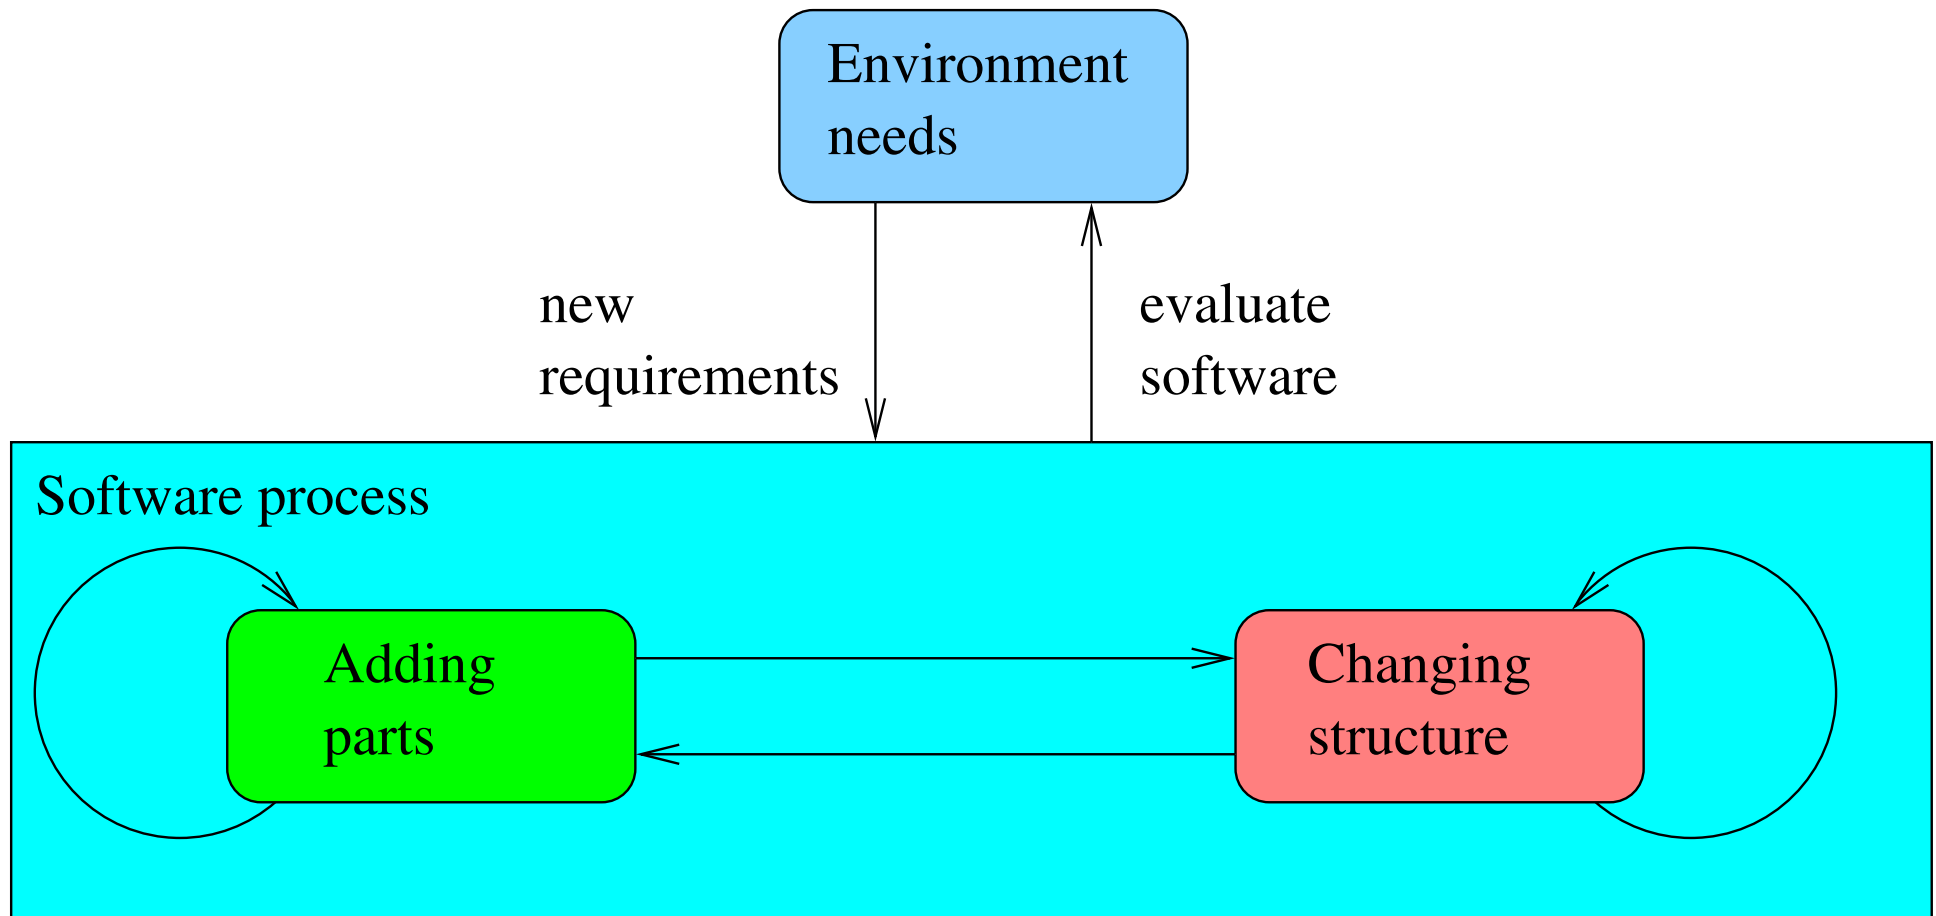 Environment
needs
new
requirements
evaluate
software
Software process
Adding
parts
Changing
structure